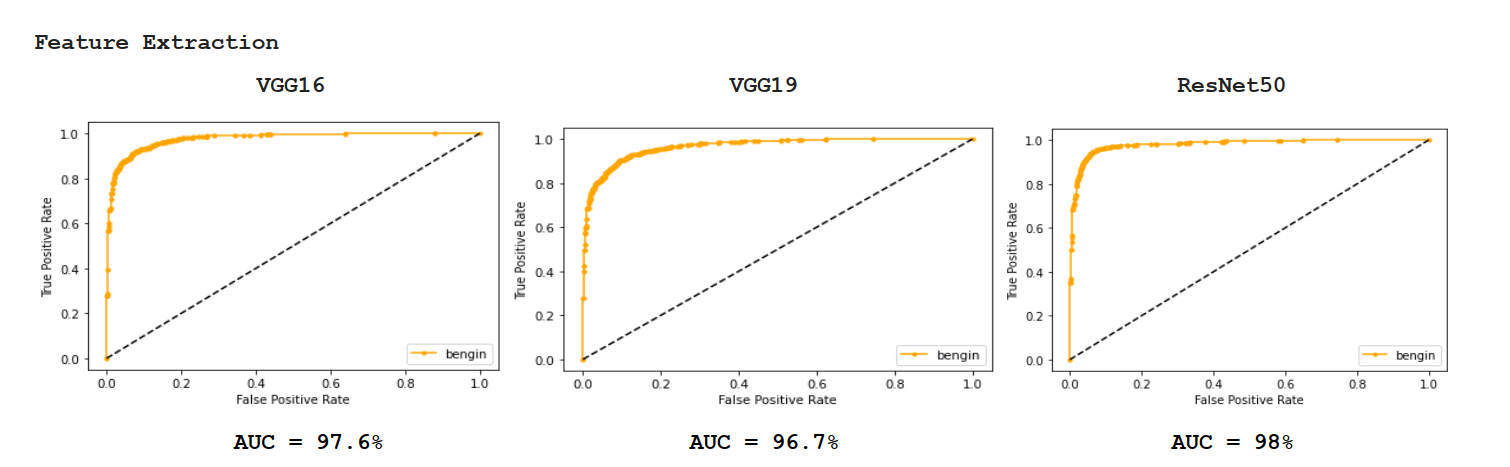 Feature Extraction
VGG16
VGG19
ResNet50
1.0
0.8
0.6
0.4
0.2
0.0
True Positive Rate
0.0 0.2 0.4 0.6 0.8 1.0
False Positive Rate
bengin
1.0
0.8
0.6
0.4
0.2
0.0
True Positive Rate
0.0 0.2 0.4 0.6 0.8 1.0
False Positive Rate
bengin
1.0
0.8
0.6
0.4
0.2
0.0
True Positive Rate
0.0 0.2 0.4 0.6 0.8 1.0
False Positive Rate
bengin
AUC = 97.6%
AUC = 96.7%
AUC = 98%